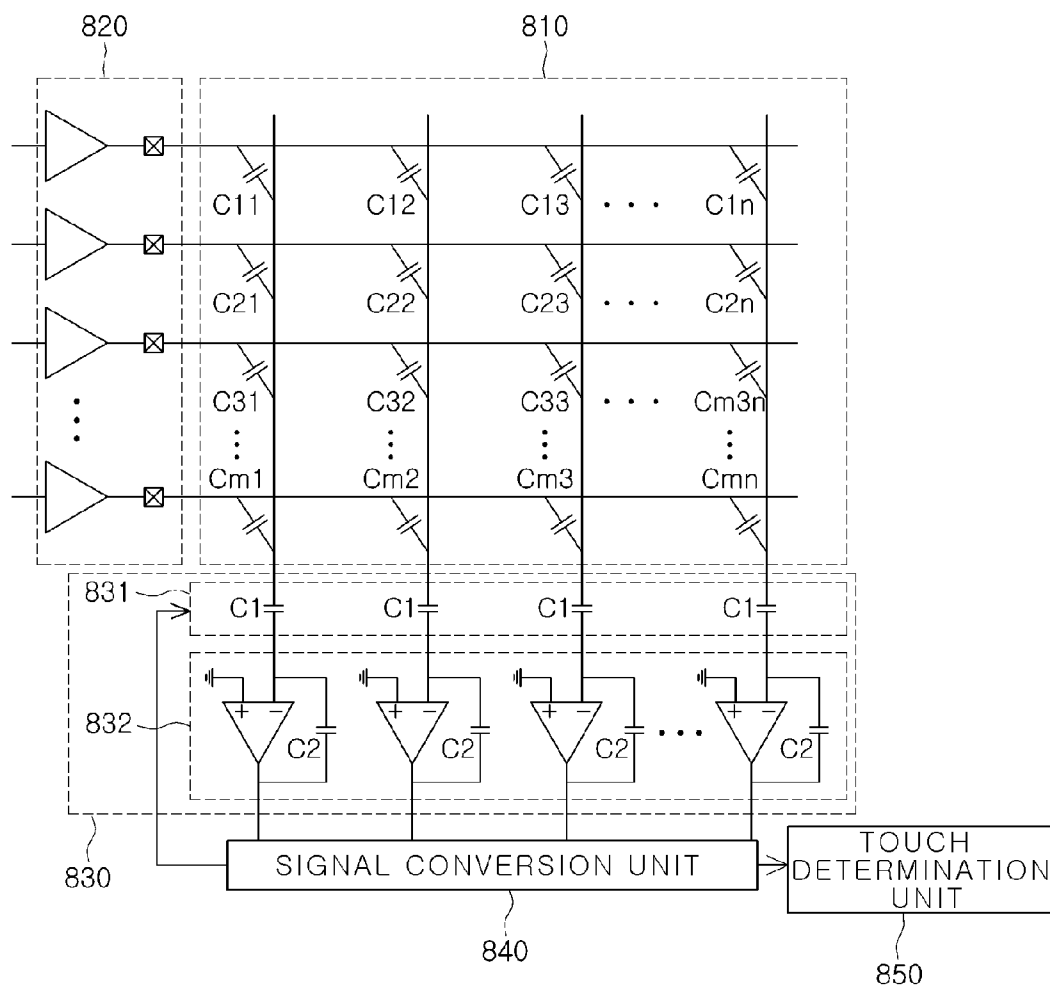 820 810
C11 C12 C13 • • • C1n
C21 C22 C23 • • • C2n
C31 C32 C33 • • • Cm3n
Cm1 Cm2 Cm3 Cmn
831
C1 C1 C1 C1
+ − + − + − + −
832
C2 C2 C2 • • • C2
830
SIGNAL CONVERSION UNIT
840
TOUCH
DETERMINATION
UNIT
850